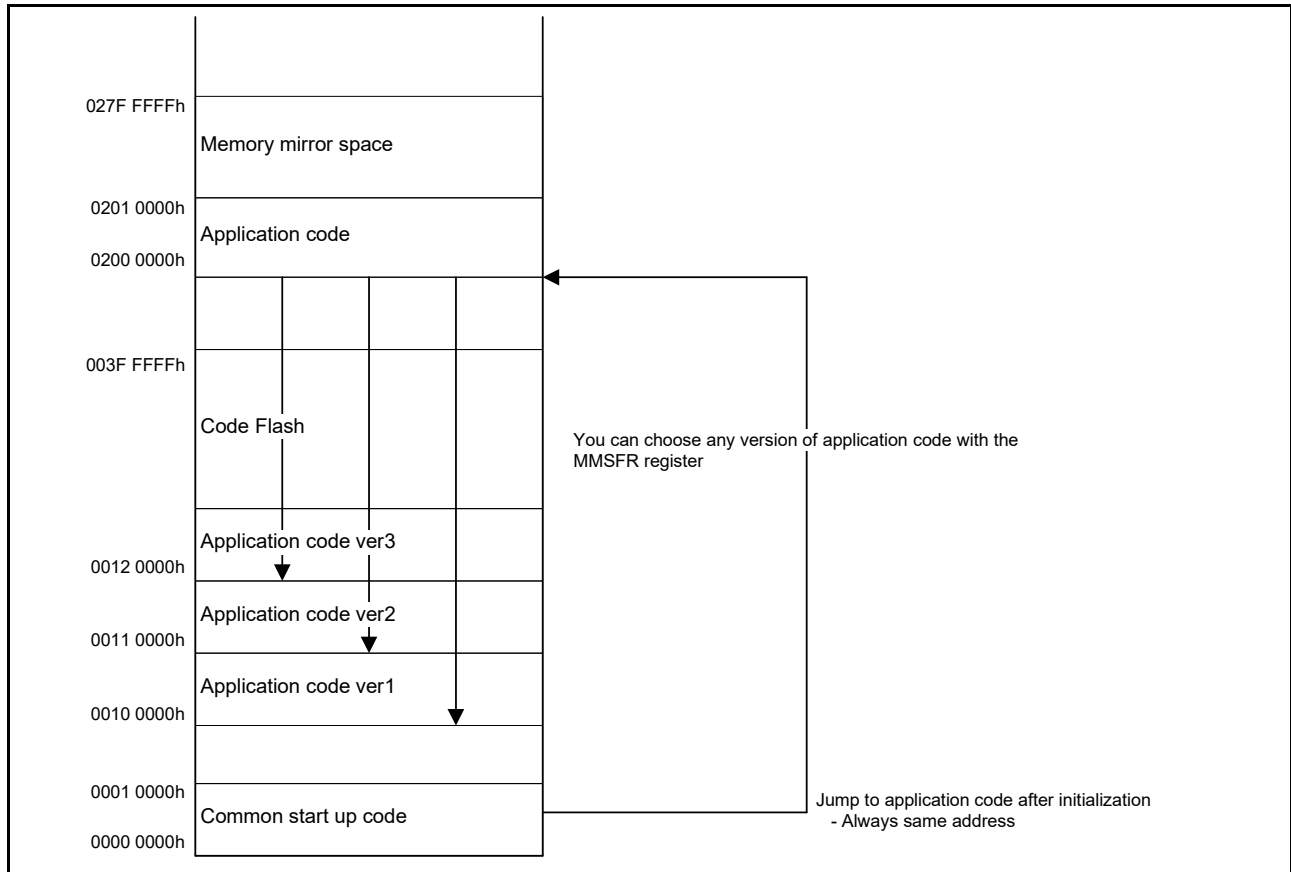 027F FFFFh
Memory mirror space
0201 0000h
Application code
0200 0000h
003F FFFFh
Code Flash
You can choose any version of application code with the
MMSFR register
Application code ver3
0012 0000h
Application code ver2
0011 0000h
Application code ver1
0010 0000h
0001 0000h
Common start up code
0000 0000h
Jump to application code after initialization
- Always same address